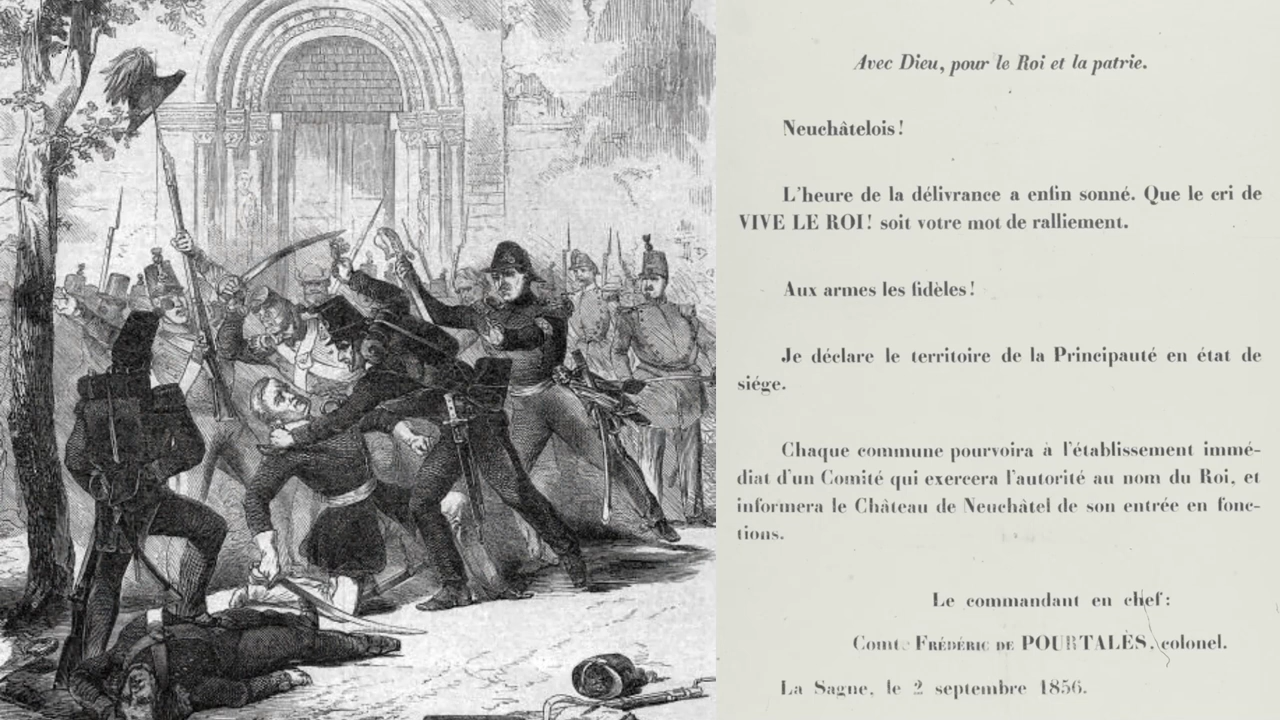 Avec Dieu, pour le Roi et la patrie.
Neuchâtelois!
L'heure de la délivrance a enfin sonné. Que le cri de
VIVE LE ROI! soit votre mot de ralliement.
Aux armes les fidèles!
Je déclare le territoire de la Principauté en état de
siége.
Chaque commune pourvoira à l'établissement immé-
diat d'un Comité qui exercera l'autorité au nom du Roi, et
informera le Château de Neuchâtel de son entrée en fonc-
tions.
Le commandant en chef:
Comte FRÉDÉRIC DE POURTALÈS, colonel.
La Sagne, le 2 septembre 1856.